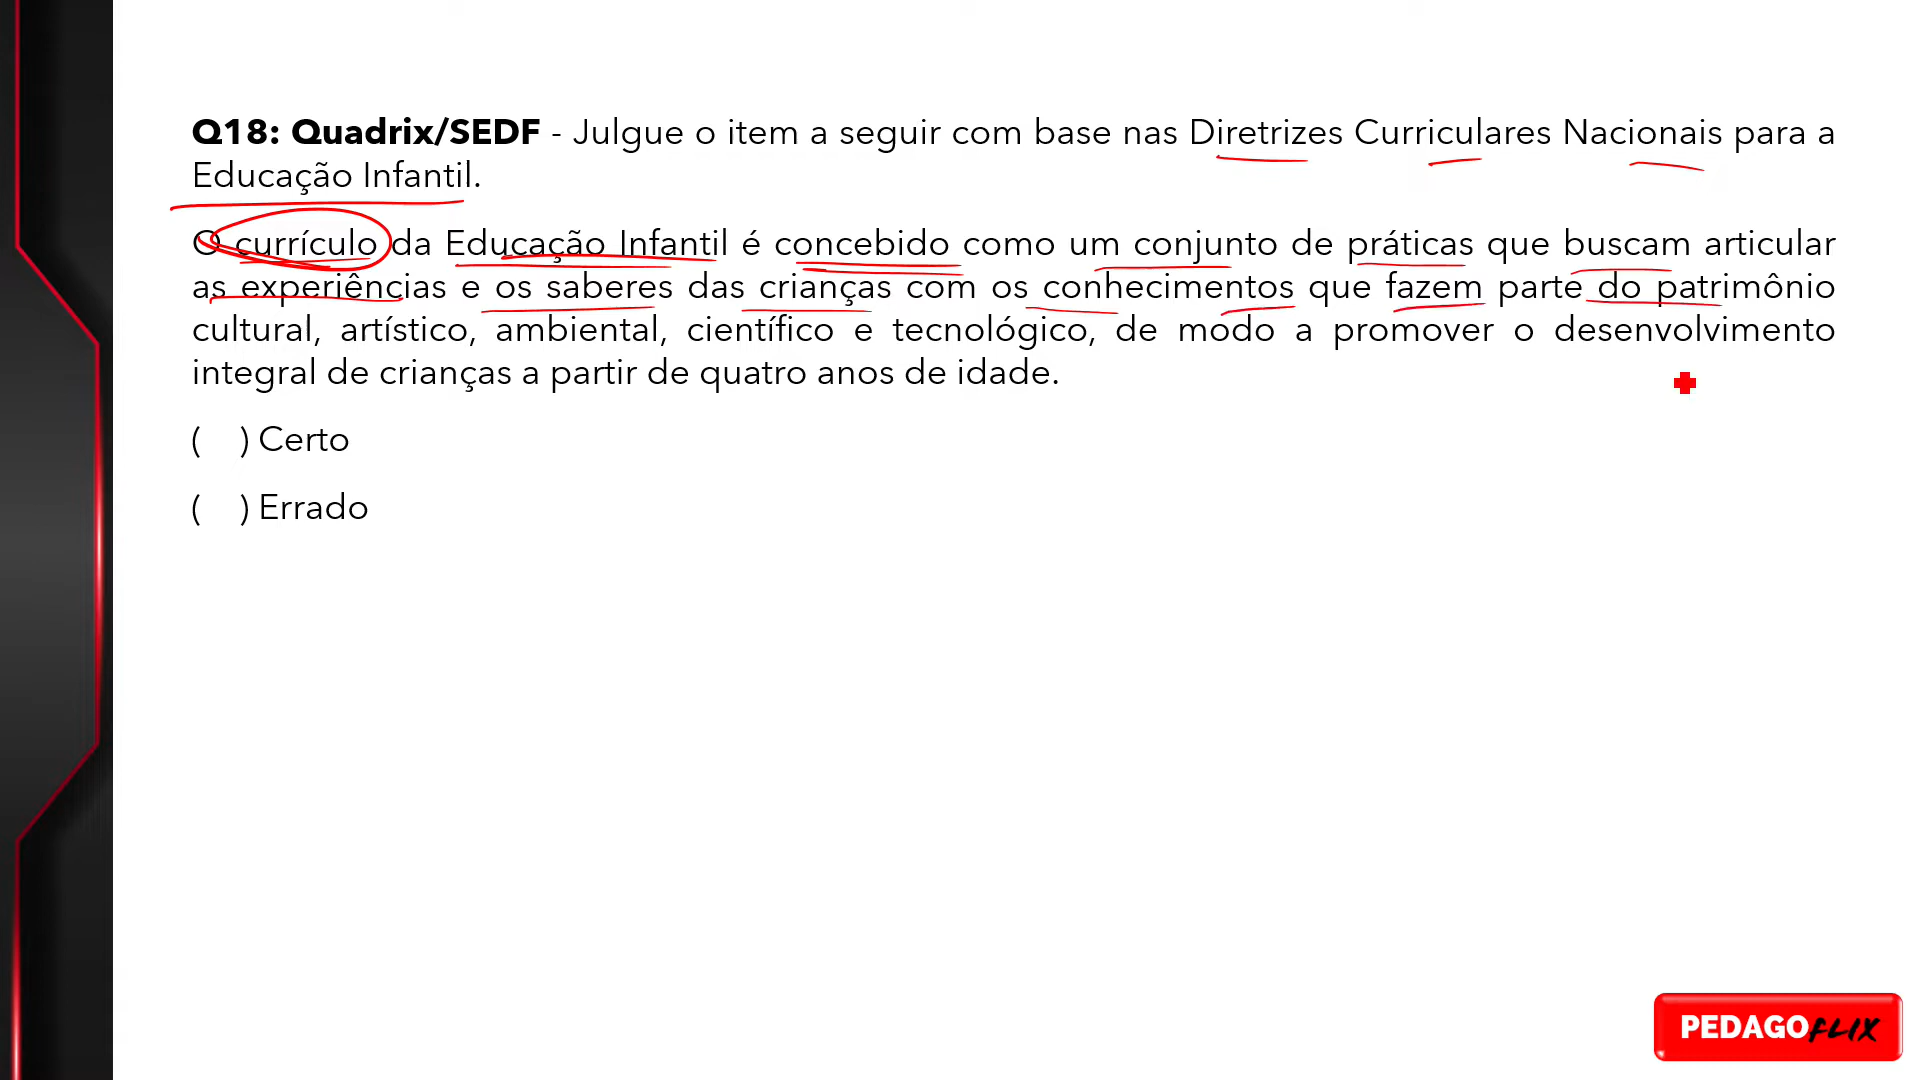 Q18: Quadrix/SEDF - Julgue o item a seguir com base nas Diretrizes Curriculares Nacionais para a
Educação Infantil.
O currículo da Educação Infantil é concebido como um conjunto de práticas que buscam articular
as experiências e os saberes das crianças com os conhecimentos que fazem parte do patrimônio
cultural, artístico, ambiental, científico e tecnológico, de modo a promover o desenvolvimento
integral de crianças a partir de quatro anos de idade.
( ) Certo
( ) Errado
PEDAGOFLIX